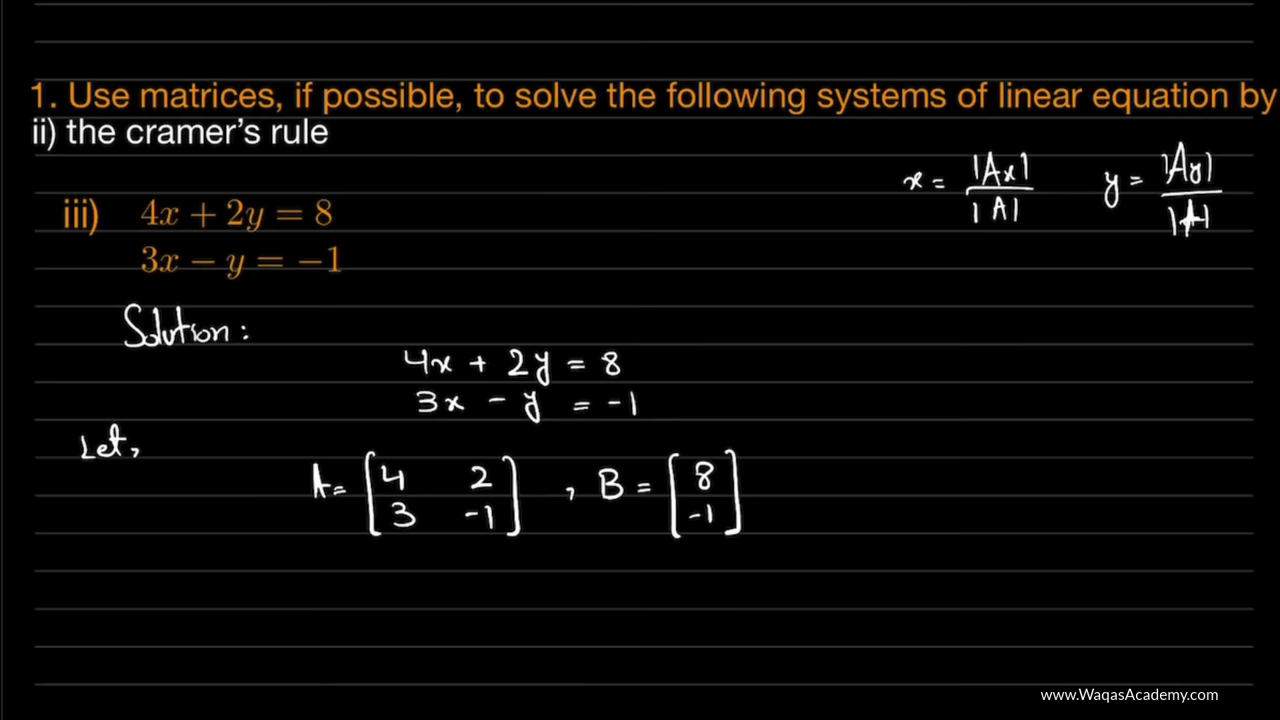 1. Use matrices, if possible, to solve the following systems of linear equation by
ii) the cramer's rule
x = |Ax| / |A|    y = |Ay| / |A|
iii) 4x + 2y = 8
3x − y = −1
Solution:
4x + 2y = 8
3x - y = -1
Let,
A = [4 2; 3 -1] , B = [8; -1]
www.WaqasAcademy.com